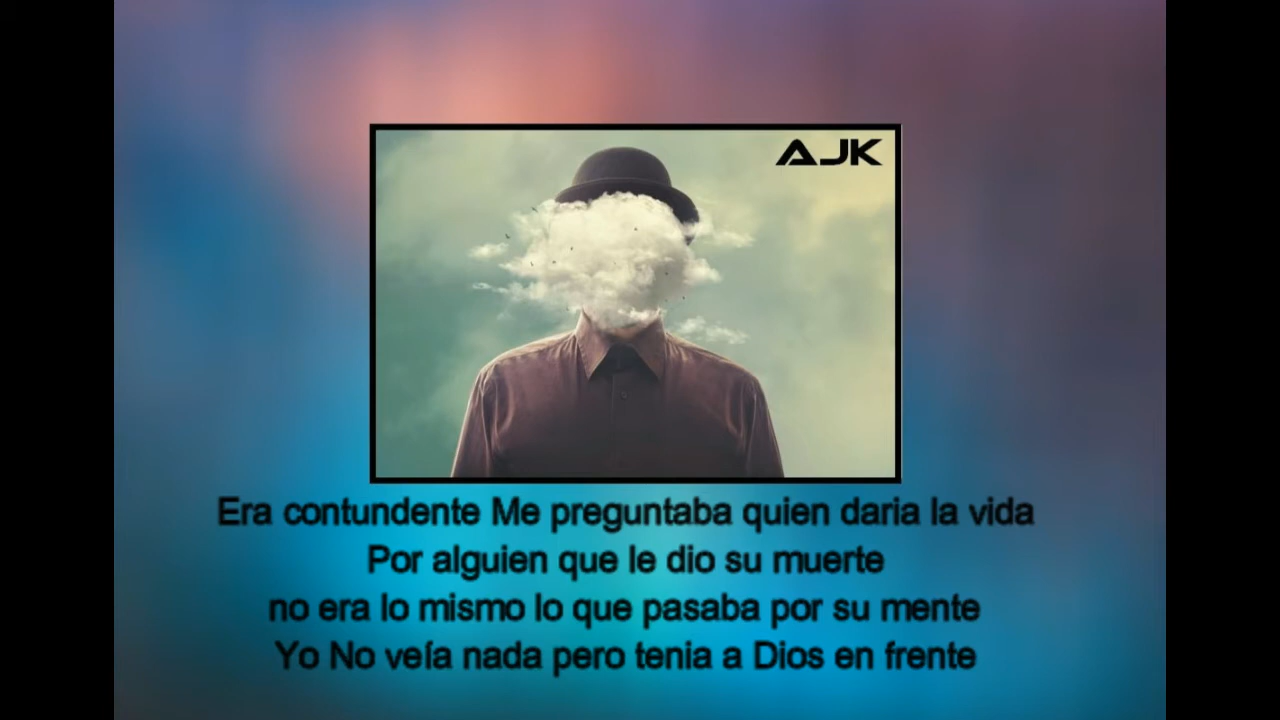 AJK
Era contundente Me preguntaba quien daria la vida
Por alguien que le dio su muerte
no era lo mismo lo que pasaba por su mente
Yo No veía nada pero tenia a Dios en frente